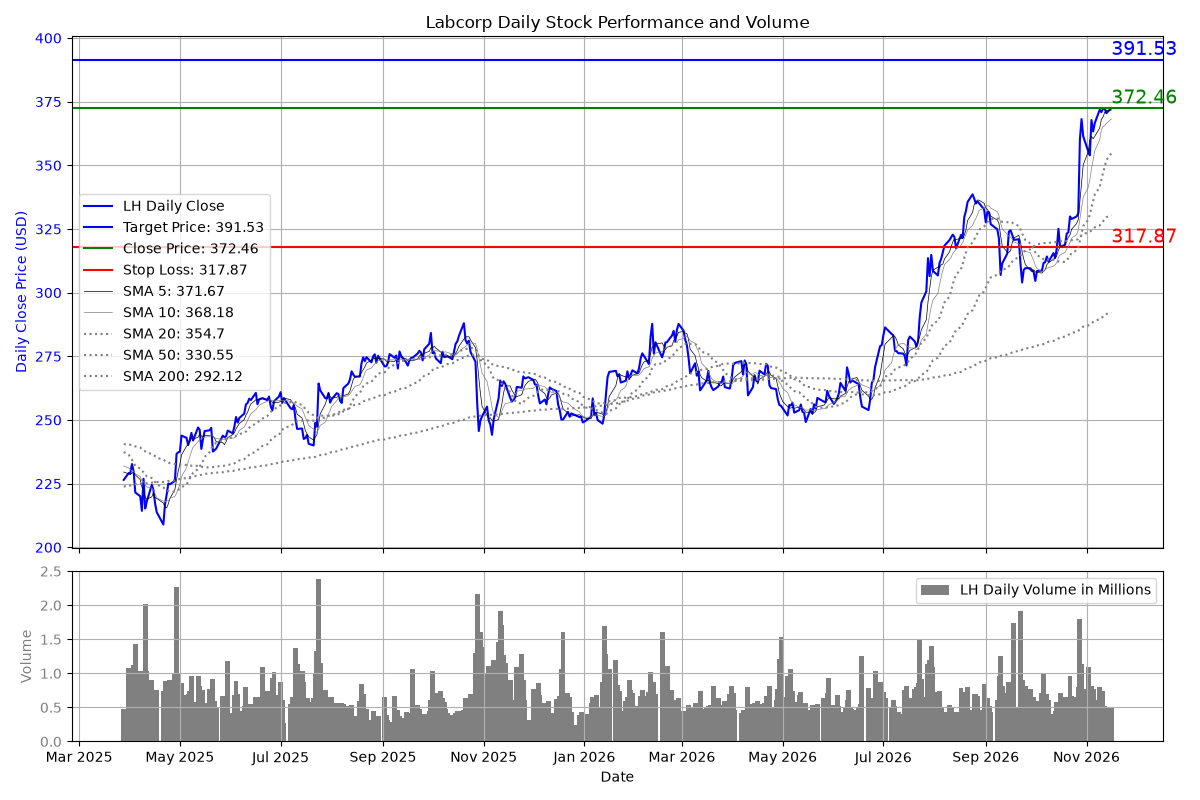 Labcorp Daily Stock Performance and Volume
400
375
350
325
300
275
250
225
200
Daily Close Price (USD)
391.53
372.46
317.87
LH Daily Close
Target Price: 391.53
Close Price: 372.46
Stop Loss: 317.87
SMA 5: 371.67
SMA 10: 368.18
SMA 20: 354.7
SMA 50: 330.55
SMA 200: 292.12
2.5
2.0
1.5
1.0
0.5
0.0
Volume
LH Daily Volume in Millions
Mar 2025 May 2025 Jul 2025 Sep 2025 Nov 2025 Jan 2026 Mar 2026 May 2026 Jul 2026 Sep 2026 Nov 2026
Date